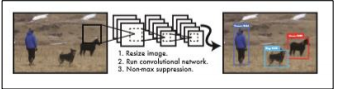 1. Resize image.
2. Run convolutional network.
3. Non-max suppression.